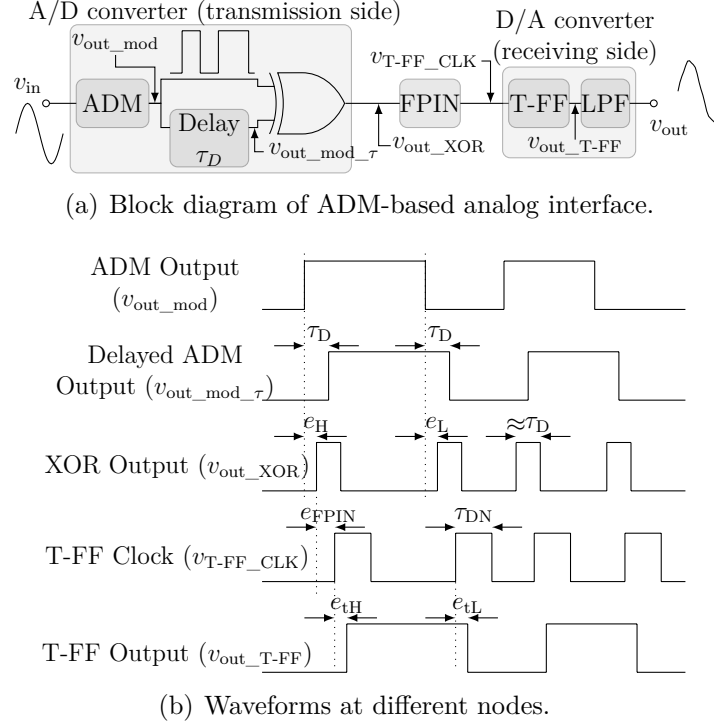 A/D converter (transmission side)
D/A converter
(receiving side)
v_out_mod
v_T-FF_CLK
v_in
ADM
Delay
τ_D
v_out_mod_τ
FPIN
v_out_XOR
T-FF
LPF
v_out_T-FF
v_out
(a) Block diagram of ADM-based analog interface.
ADM Output
(v_out_mod)
τ_D
τ_D
Delayed ADM
Output (v_out_mod_τ)
e_H
e_L
≈τ_D
XOR Output (v_out_XOR)
e_FPIN
τ_DN
T-FF Clock (v_T-FF_CLK)
e_tH
e_tL
T-FF Output (v_out_T-FF)
(b) Waveforms at different nodes.